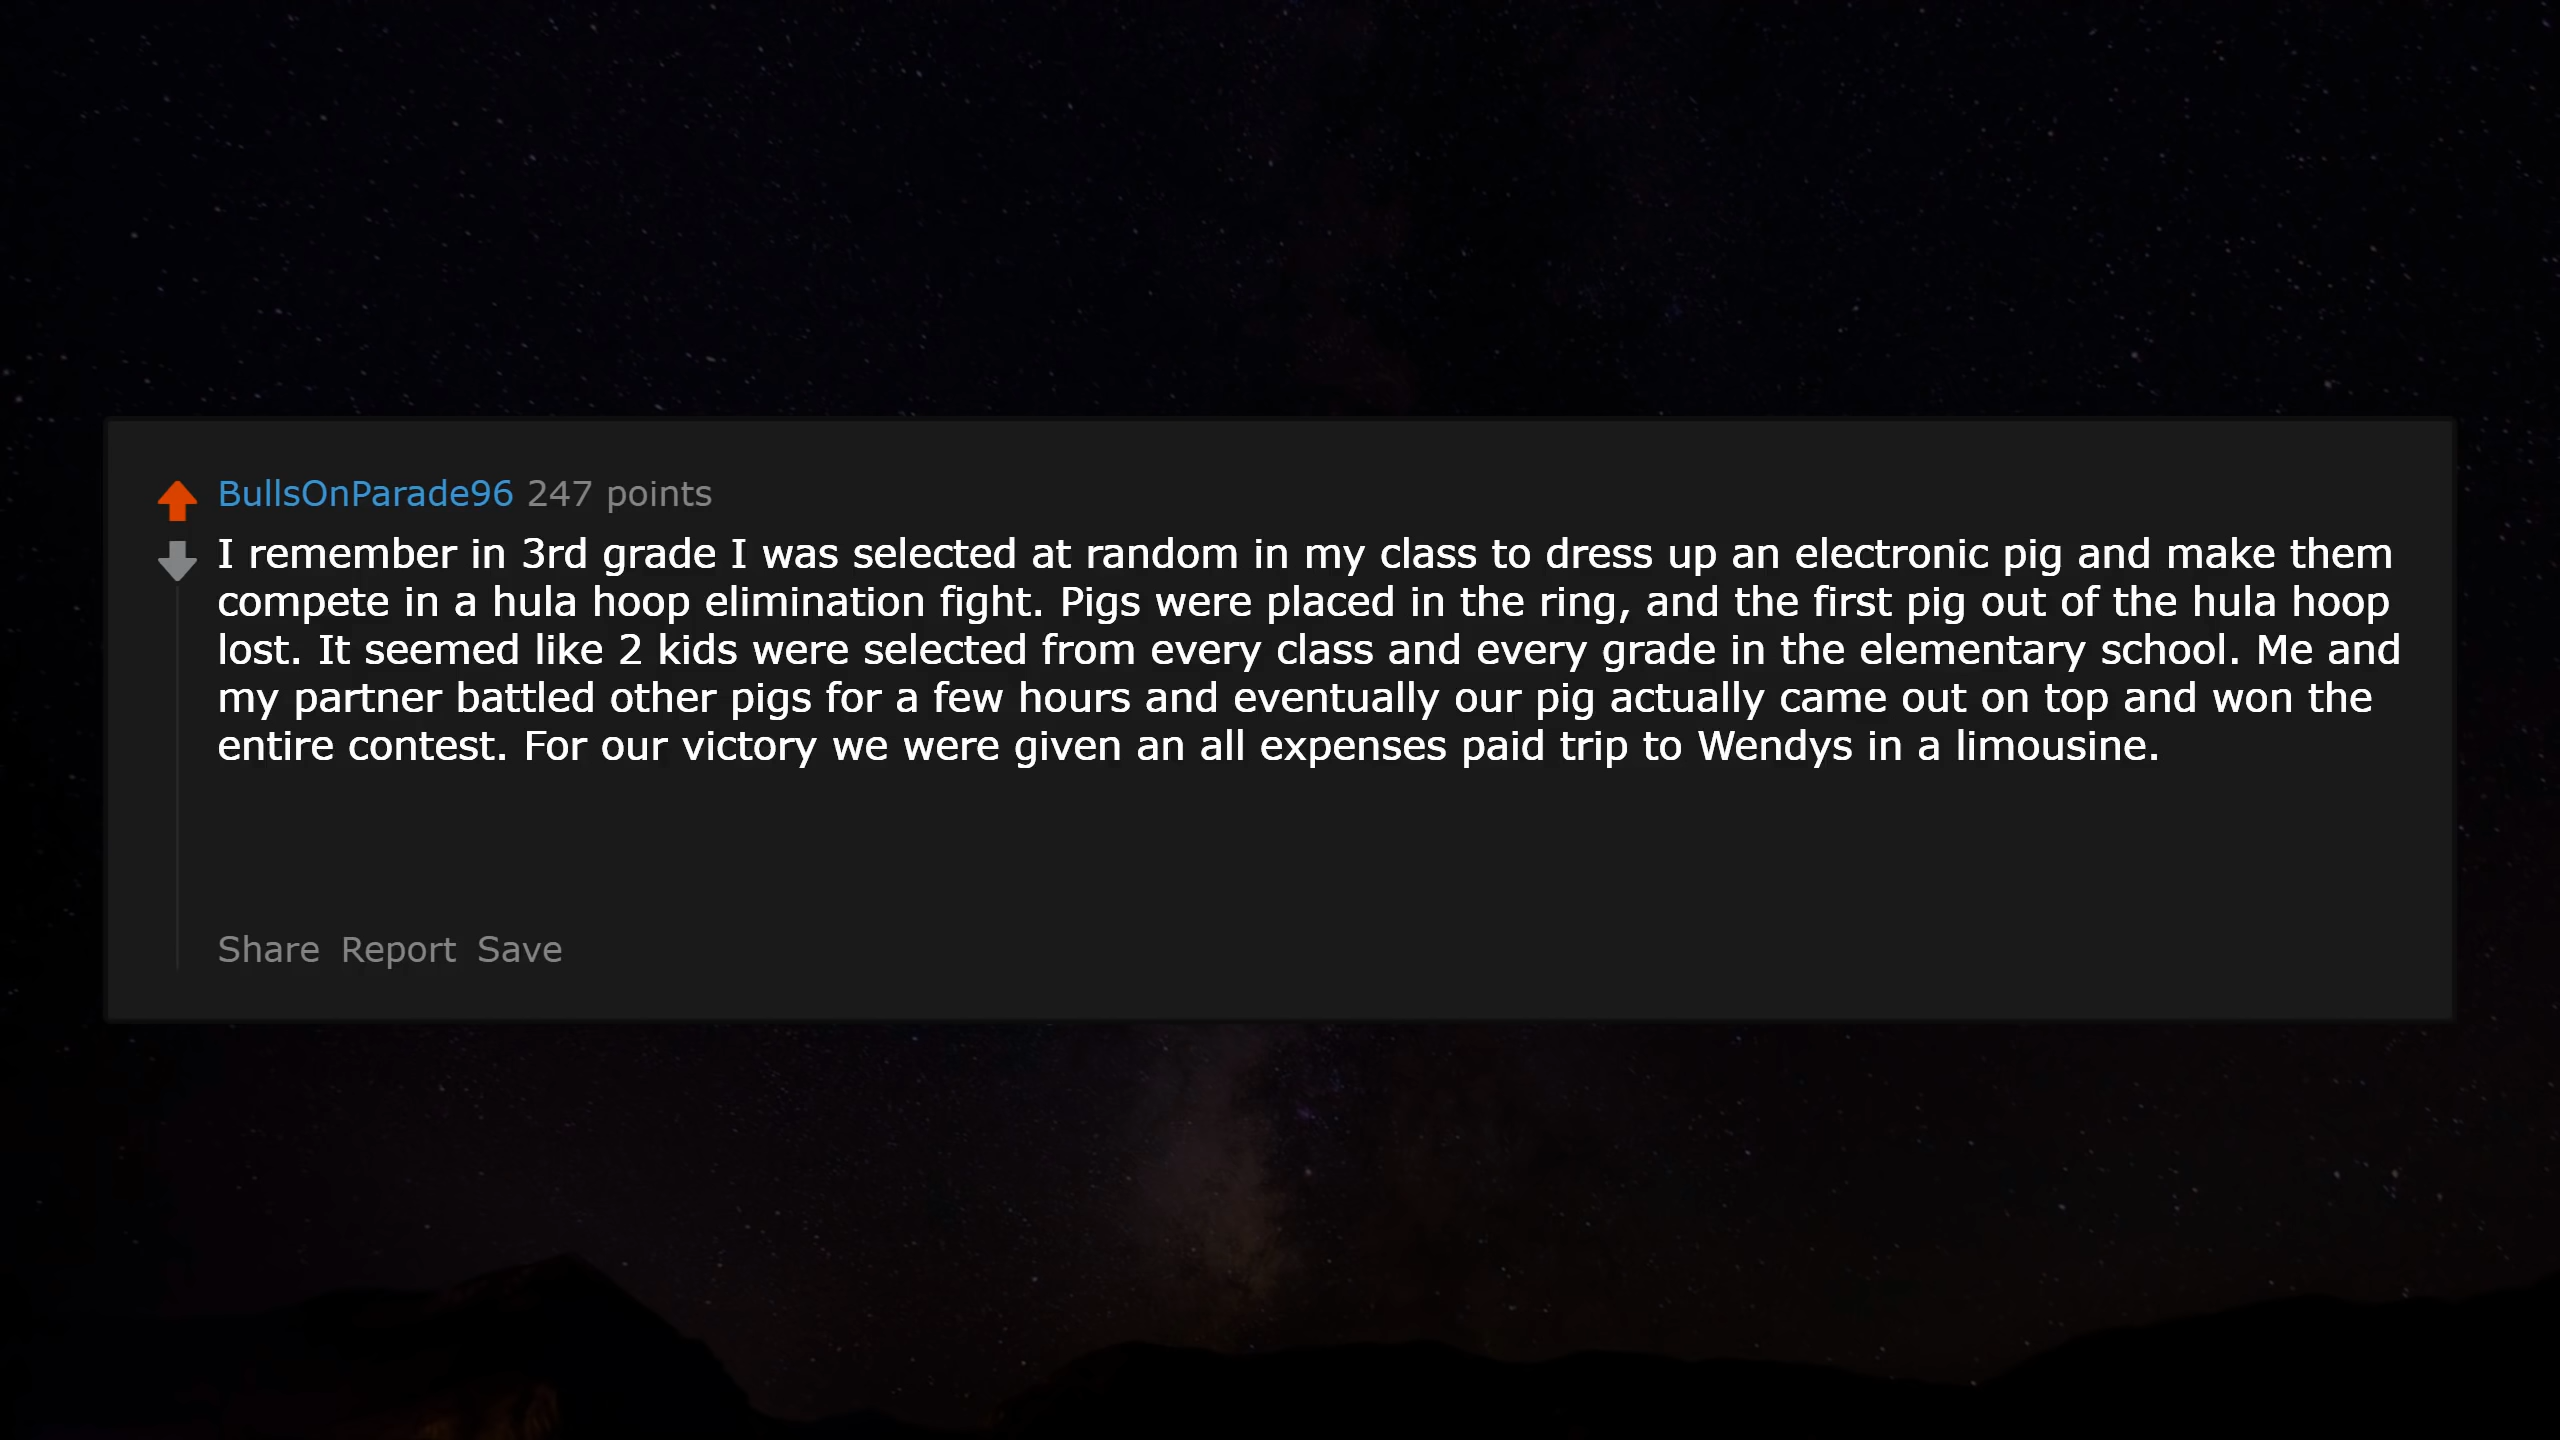 BullsOnParade96 247 points
I remember in 3rd grade I was selected at random in my class to dress up an electronic pig and make them
compete in a hula hoop elimination fight. Pigs were placed in the ring, and the first pig out of the hula hoop
lost. It seemed like 2 kids were selected from every class and every grade in the elementary school. Me and
my partner battled other pigs for a few hours and eventually our pig actually came out on top and won the
entire contest. For our victory we were given an all expenses paid trip to Wendys in a limousine.
Share Report Save